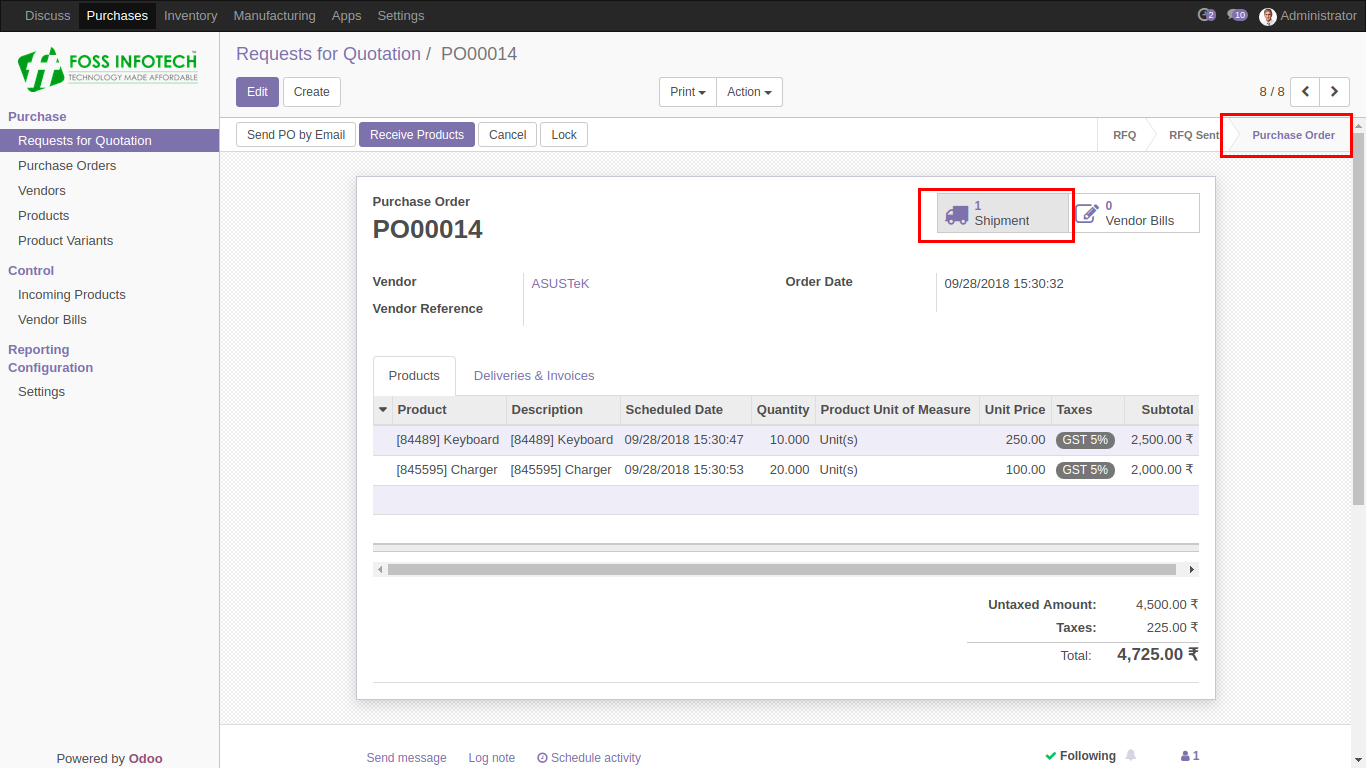 Discuss Purchases Inventory Manufacturing Apps Settings 2 10 Administrator
FOSS INFOTECH
TECHNOLOGY MADE AFFORDABLE
Purchase
Requests for Quotation
Purchase Orders
Vendors
Products
Product Variants
Control
Incoming Products
Vendor Bills
Reporting
Configuration
Settings
Powered by Odoo
Requests for Quotation / PO00014
Edit Create Print Action 8 / 8
Send PO by Email Receive Products Cancel Lock RFQ RFQ Sent Purchase Order
1
Shipment
0
Vendor Bills
Purchase Order
PO00014
Vendor ASUSTeK Order Date 09/28/2018 15:30:32
Vendor Reference
Products Deliveries & Invoices
Product Description Scheduled Date Quantity Product Unit of Measure Unit Price Taxes Subtotal
[84489] Keyboard [84489] Keyboard 09/28/2018 15:30:47 10.000 Unit(s) 250.00 GST 5% 2,500.00 ₹
[845595] Charger [845595] Charger 09/28/2018 15:30:53 20.000 Unit(s) 100.00 GST 5% 2,000.00 ₹
Untaxed Amount: 4,500.00 ₹
Taxes: 225.00 ₹
Total: 4,725.00 ₹
Send message Log note Schedule activity Following 1